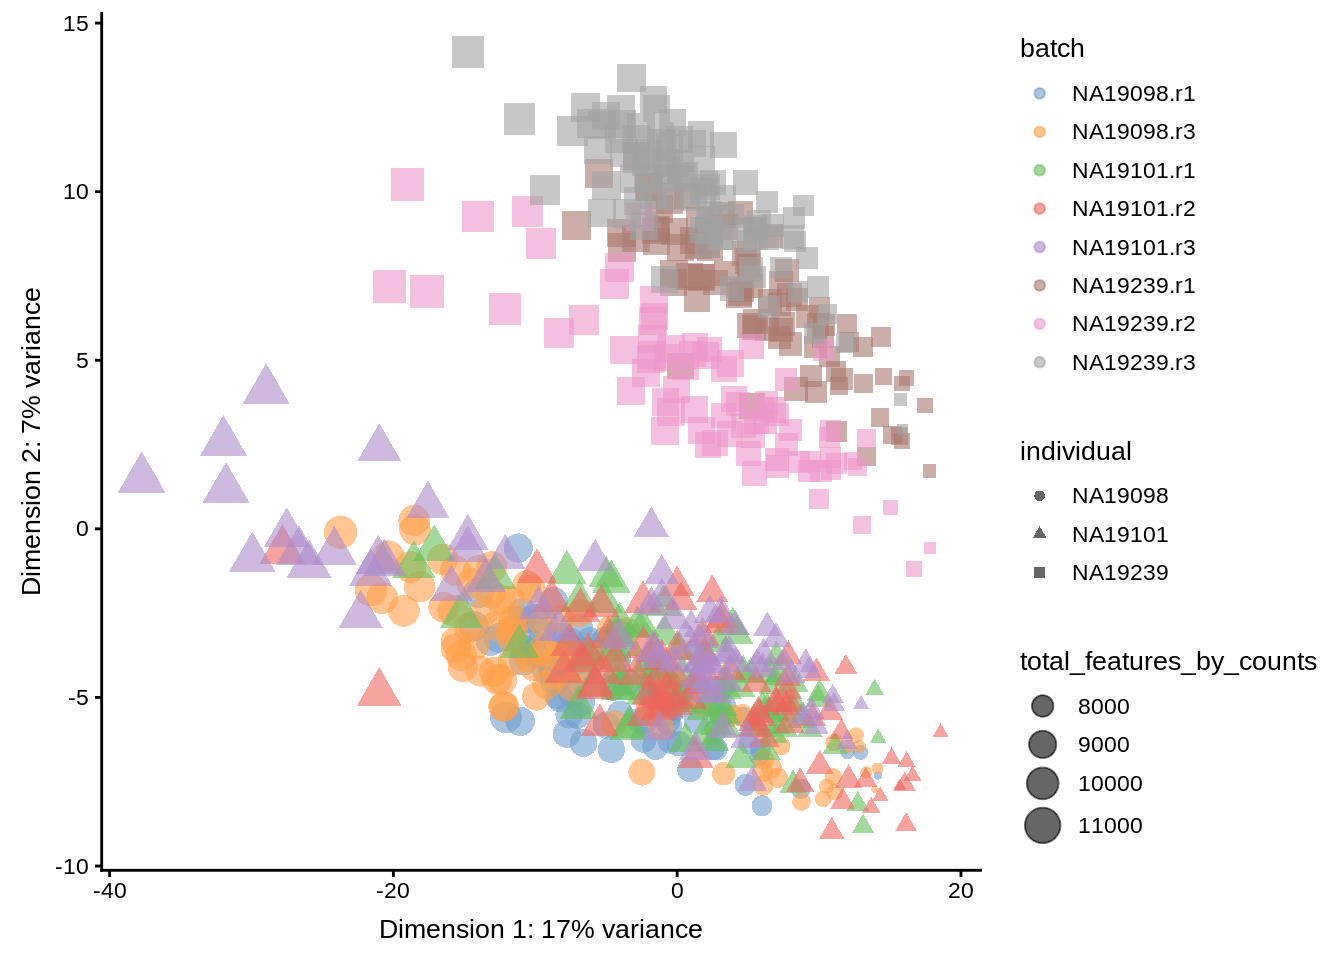 15
10
5
0
-5
-10
-40
-20
0
20
Dimension 2: 7% variance
Dimension 1: 17% variance
batch
NA19098.r1
NA19098.r3
NA19101.r1
NA19101.r2
NA19101.r3
NA19239.r1
NA19239.r2
NA19239.r3
individual
NA19098
NA19101
NA19239
total_features_by_counts
8000
9000
10000
11000